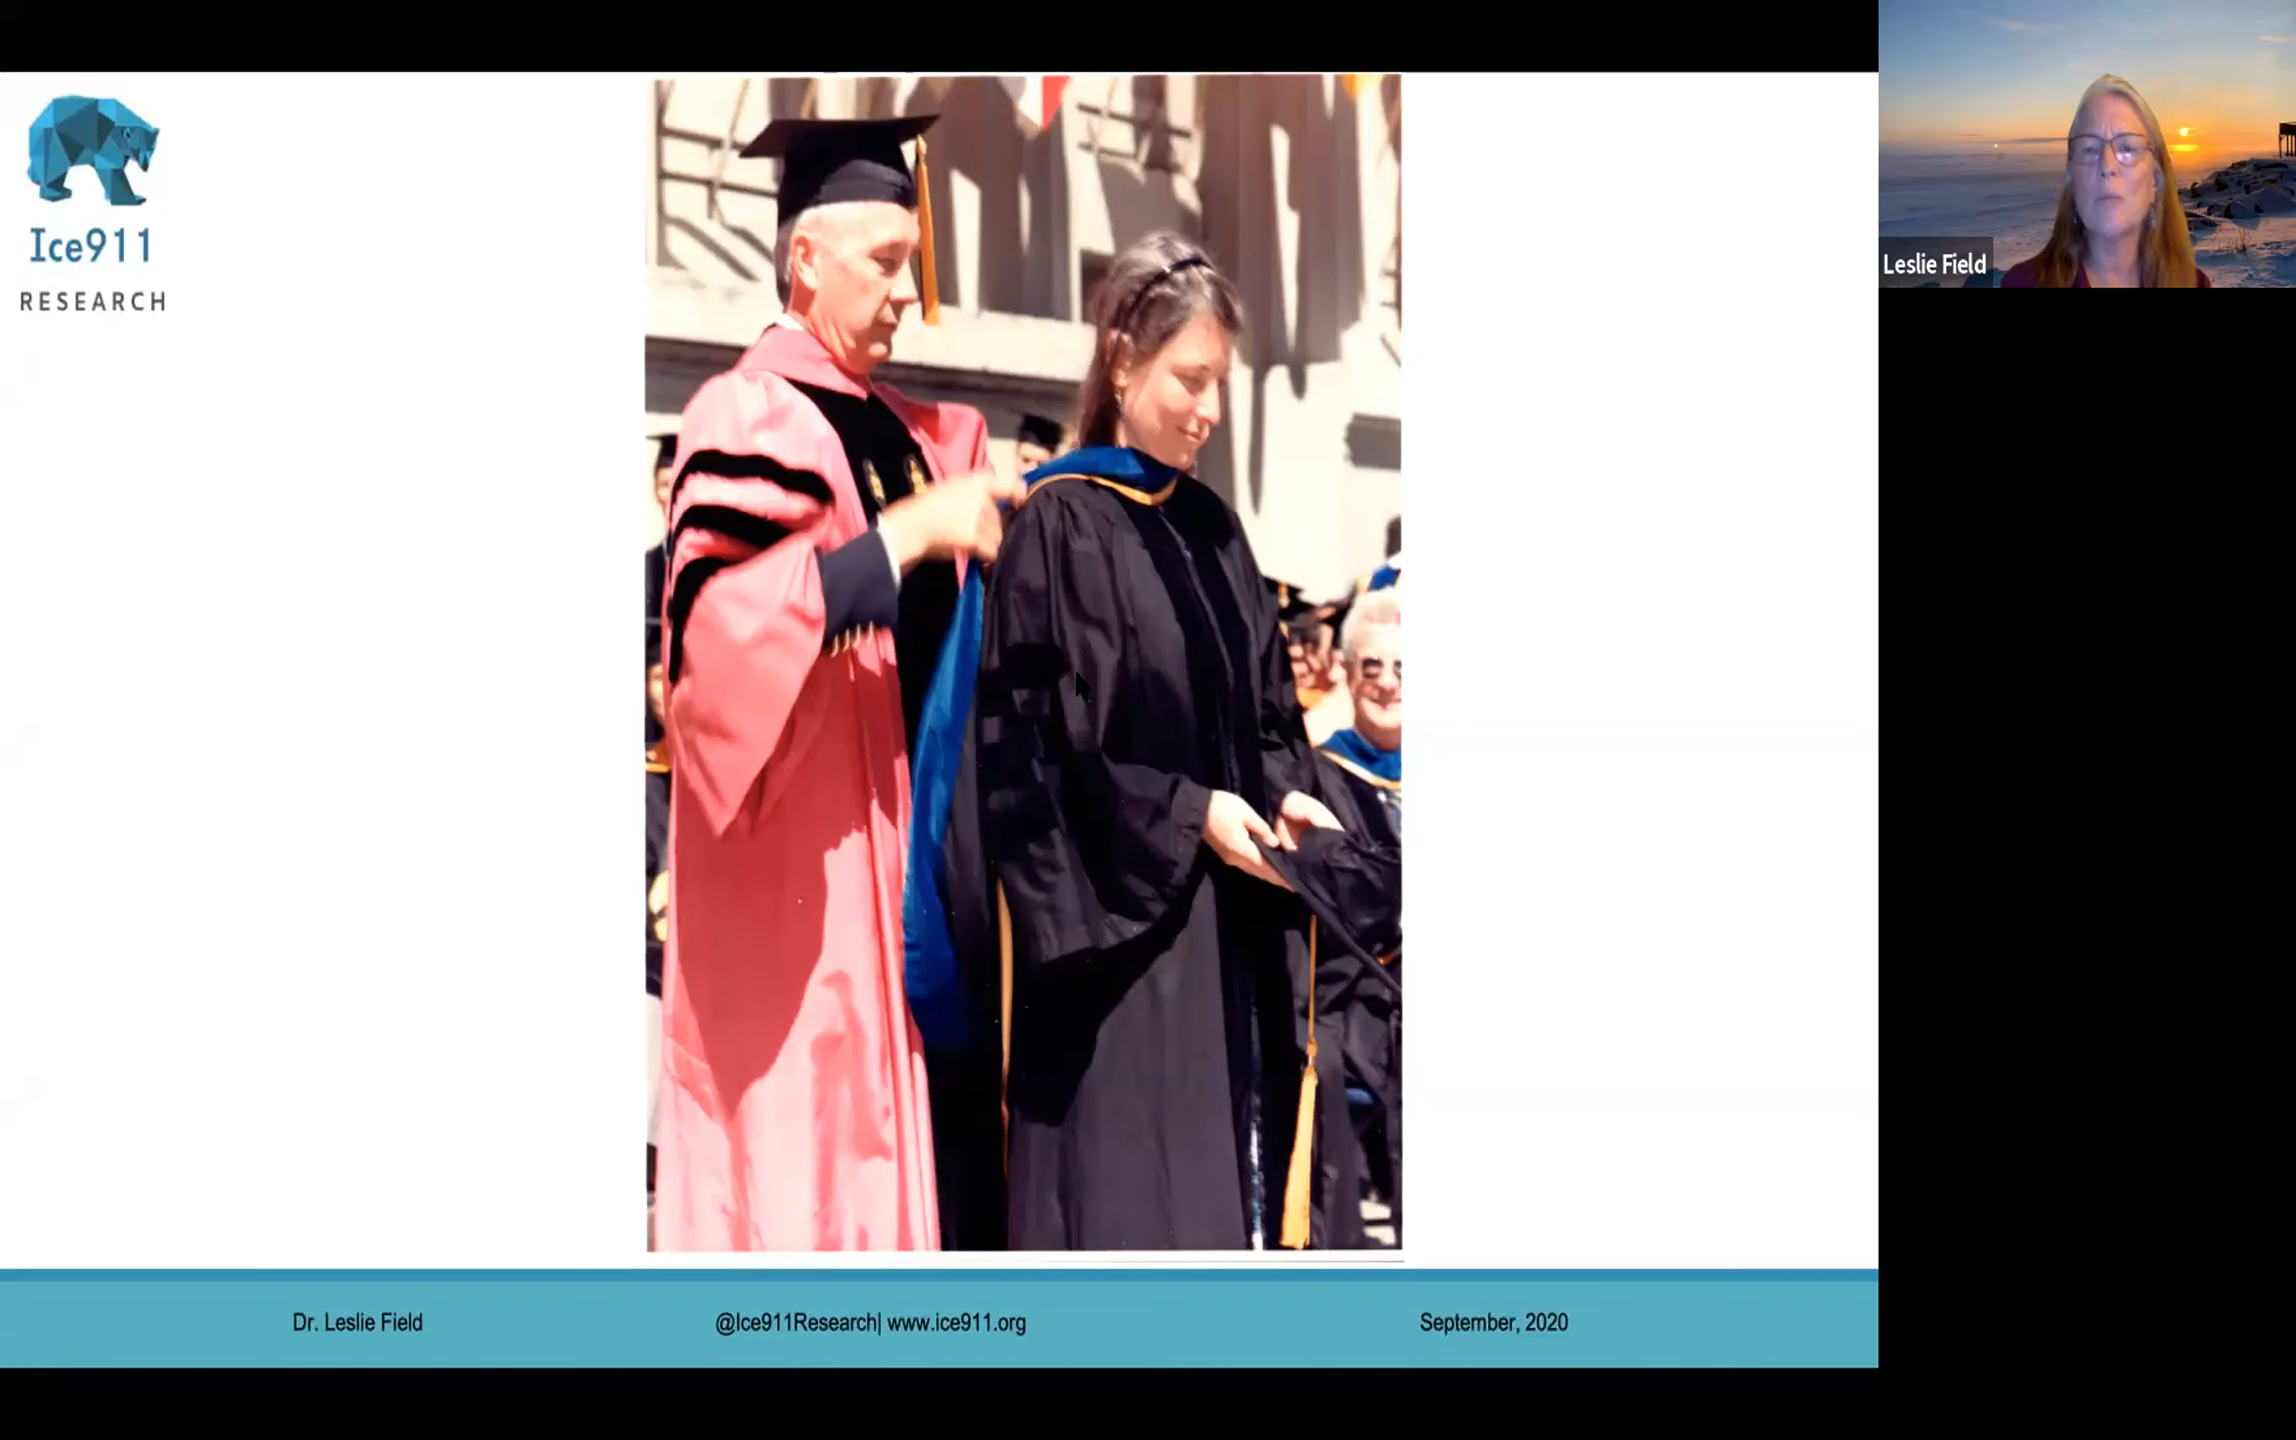 Ice911
RESEARCH
Leslie Field
Dr. Leslie Field
@Ice911Research| www.ice911.org
September, 2020